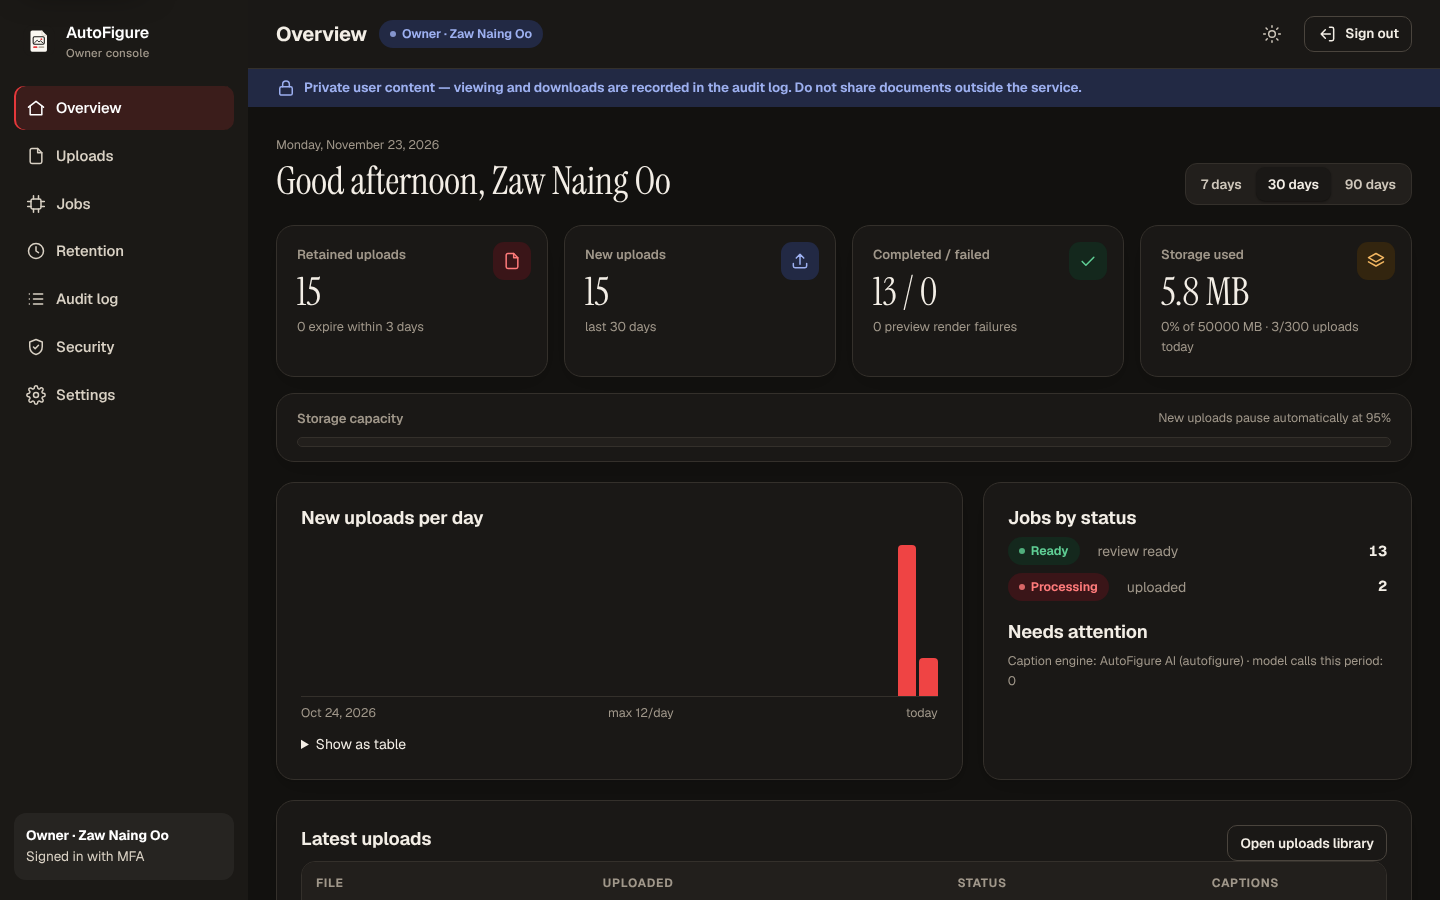 AutoFigure
Owner console
Overview
Uploads
Jobs
Retention
Audit log
Security
Settings
Owner · Zaw Naing Oo
Signed in with MFA
Overview
Owner · Zaw Naing Oo
Sign out
Private user content — viewing and downloads are recorded in the audit log. Do not share documents outside the service.
Monday, November 23, 2026
Good afternoon, Zaw Naing Oo
7 days
30 days
90 days
Retained uploads
15
0 expire within 3 days
New uploads
15
last 30 days
Completed / failed
13 / 0
0 preview render failures
Storage used
5.8 MB
0% of 50000 MB · 3/300 uploads
today
Storage capacity
New uploads pause automatically at 95%
New uploads per day
Oct 24, 2026
max 12/day
today
Show as table
Jobs by status
Ready review ready 13
Processing uploaded 2
Needs attention
Caption engine: AutoFigure AI (autofigure) · model calls this period:
0
Latest uploads
Open uploads library
FILE UPLOADED STATUS CAPTIONS